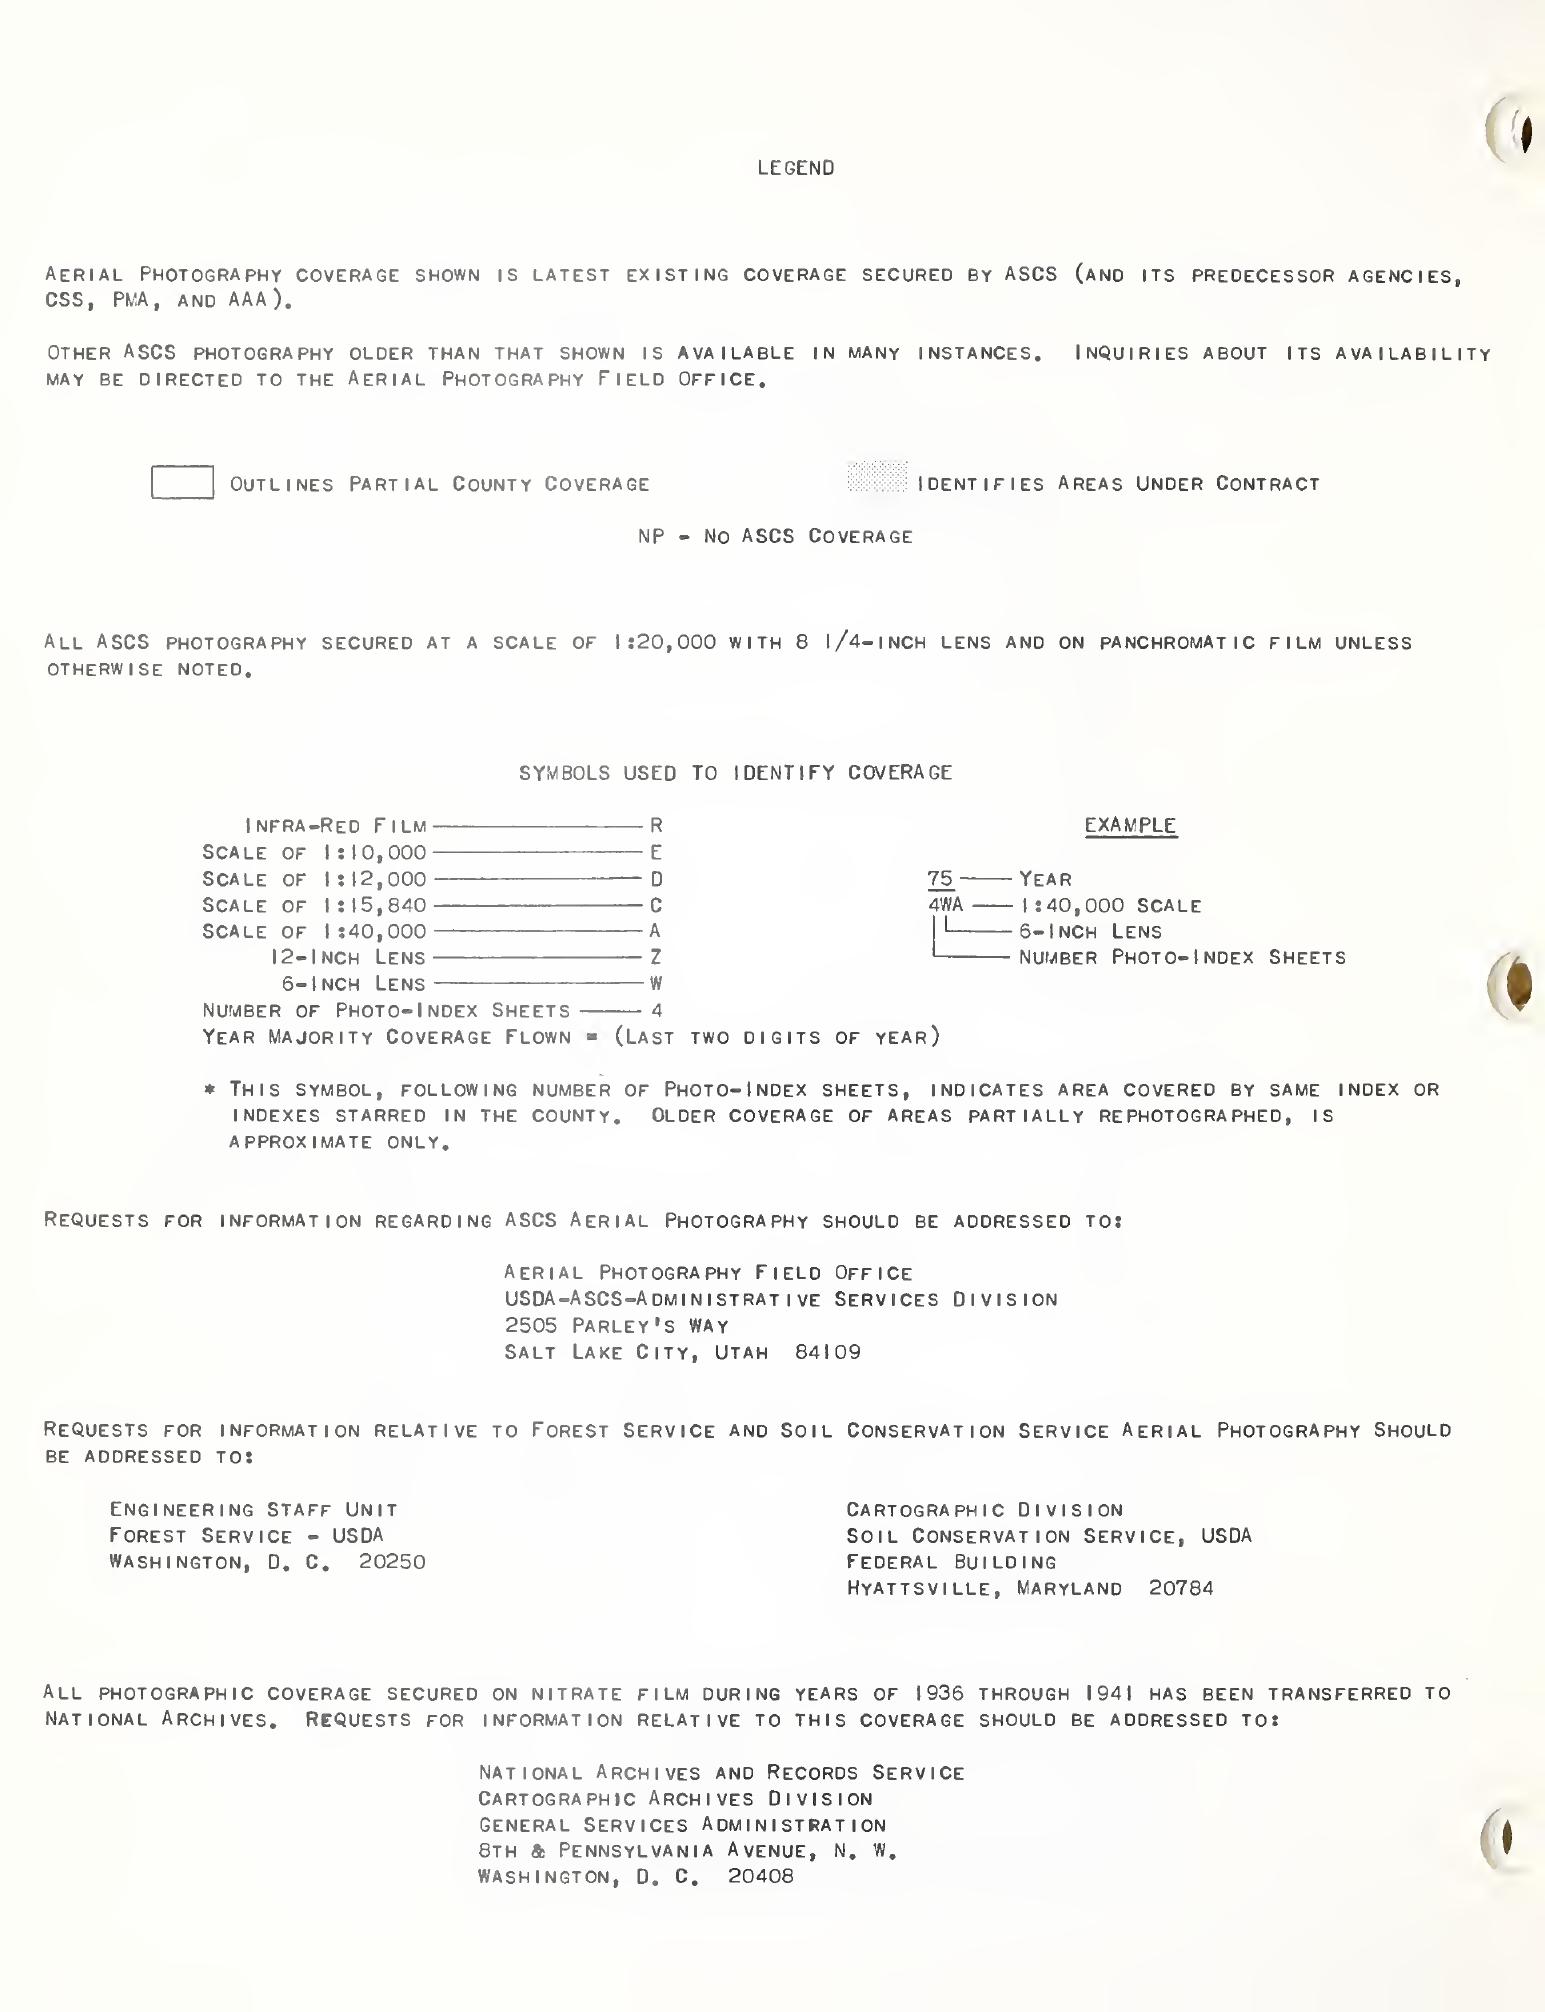 LEGEND
AERIAL PHOTOGRAPHY COVERAGE SHOWN IS LATEST EXISTING COVERAGE SECURED BY ASCS (AND ITS PREDECESSOR AGENCIES,
CSS, PMA, AND AAA).
OTHER ASCS PHOTOGRAPHY OLDER THAN THAT SHOWN IS AVAILABLE IN MANY INSTANCES. INQUIRIES ABOUT ITS AVAILABILITY
MAY BE DIRECTED TO THE AERIAL PHOTOGRAPHY FIELD OFFICE.
OUTLINES PARTIAL COUNTY COVERAGE
IDENTIFIES AREAS UNDER CONTRACT
NP - NO ASCS COVERAGE
ALL ASCS PHOTOGRAPHY SECURED AT A SCALE OF 1:20,000 WITH 8 1/4-INCH LENS AND ON PANCHROMATIC FILM UNLESS
OTHERWISE NOTED.
SYMBOLS USED TO IDENTIFY COVERAGE
INFRA-RED FILM R
SCALE OF 1:10,000 E
SCALE OF 1:12,000 D
SCALE OF 1:15,840 C
SCALE OF 1:40,000 A
12-INCH LENS Z
6-INCH LENS W
NUMBER OF PHOTO-INDEX SHEETS 4
YEAR MAJORITY COVERAGE FLOWN = (LAST TWO DIGITS OF YEAR)
EXAMPLE
75 YEAR
4WA 1:40,000 SCALE
6-INCH LENS
NUMBER PHOTO-INDEX SHEETS
* THIS SYMBOL, FOLLOWING NUMBER OF PHOTO-INDEX SHEETS, INDICATES AREA COVERED BY SAME INDEX OR
INDEXES STARRED IN THE COUNTY. OLDER COVERAGE OF AREAS PARTIALLY REPHOTOGRAPHED, IS
APPROXIMATE ONLY.
REQUESTS FOR INFORMATION REGARDING ASCS AERIAL PHOTOGRAPHY SHOULD BE ADDRESSED TO:
AERIAL PHOTOGRAPHY FIELD OFFICE
USDA-ASCS-ADMINISTRATIVE SERVICES DIVISION
2505 PARLEY'S WAY
SALT LAKE CITY, UTAH 84109
REQUESTS FOR INFORMATION RELATIVE TO FOREST SERVICE AND SOIL CONSERVATION SERVICE AERIAL PHOTOGRAPHY SHOULD
BE ADDRESSED TO:
ENGINEERING STAFF UNIT
FOREST SERVICE - USDA
WASHINGTON, D. C. 20250
CARTOGRAPHIC DIVISION
SOIL CONSERVATION SERVICE, USDA
FEDERAL BUILDING
HYATTSVILLE, MARYLAND 20784
ALL PHOTOGRAPHIC COVERAGE SECURED ON NITRATE FILM DURING YEARS OF 1936 THROUGH 1941 HAS BEEN TRANSFERRED TO
NATIONAL ARCHIVES. REQUESTS FOR INFORMATION RELATIVE TO THIS COVERAGE SHOULD BE ADDRESSED TO:
NATIONAL ARCHIVES AND RECORDS SERVICE
CARTOGRAPHIC ARCHIVES DIVISION
GENERAL SERVICES ADMINISTRATION
8TH & PENNSYLVANIA AVENUE, N. W.
WASHINGTON, D. C. 20408